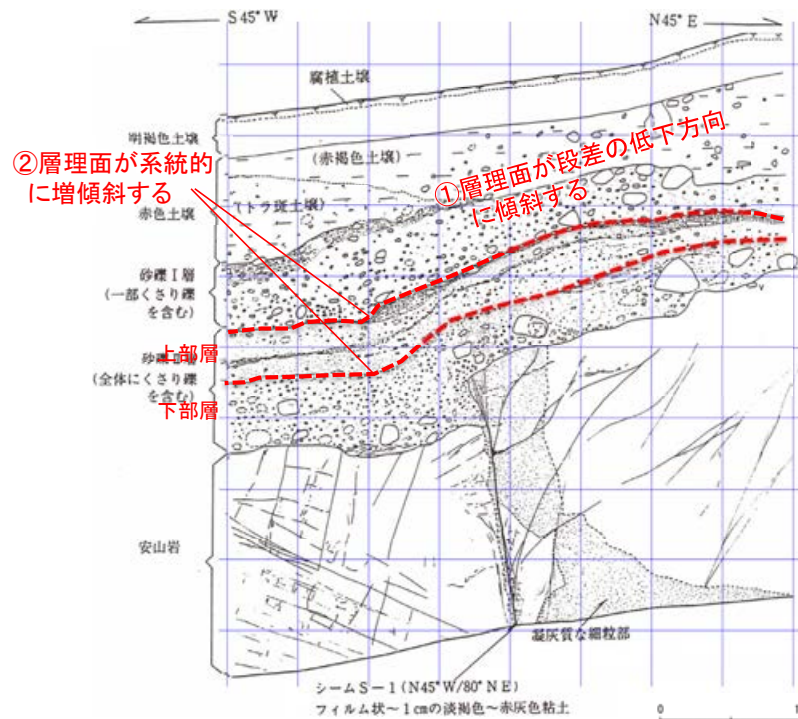 S45°W
N45°E
腐植土壌
明褐色土壌
(赤褐色土壌)
①層理面が段差の低下方向
に傾斜する
②層理面が系統的
に増傾斜する
(トラ斑土壌)
赤色土壌
砂礫Ⅰ層
(一部くさり礫
を含む)
上部層
砂礫
(全体にくさり礫
を含む)
下部層
安山岩
凝灰質な細粒部
シームS-1(N45°W/80°NE)
フィルム状~1cmの淡褐色~赤灰色粘土
0
1